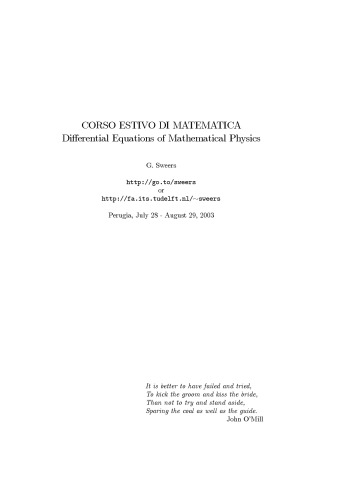 CORSO ESTIVO DI MATEMATICA
Differential Equations of Mathematical Physics
G. Sweers
http://go.to/sweers
or
http://fa.its.tudelft.nl/~sweers
Perugia, July 28 - August 29, 2003
It is better to have failed and tried,
To kick the groom and kiss the bride,
Than not to try and stand aside,
Sparing the coal as well as the guide.
John O'Mill